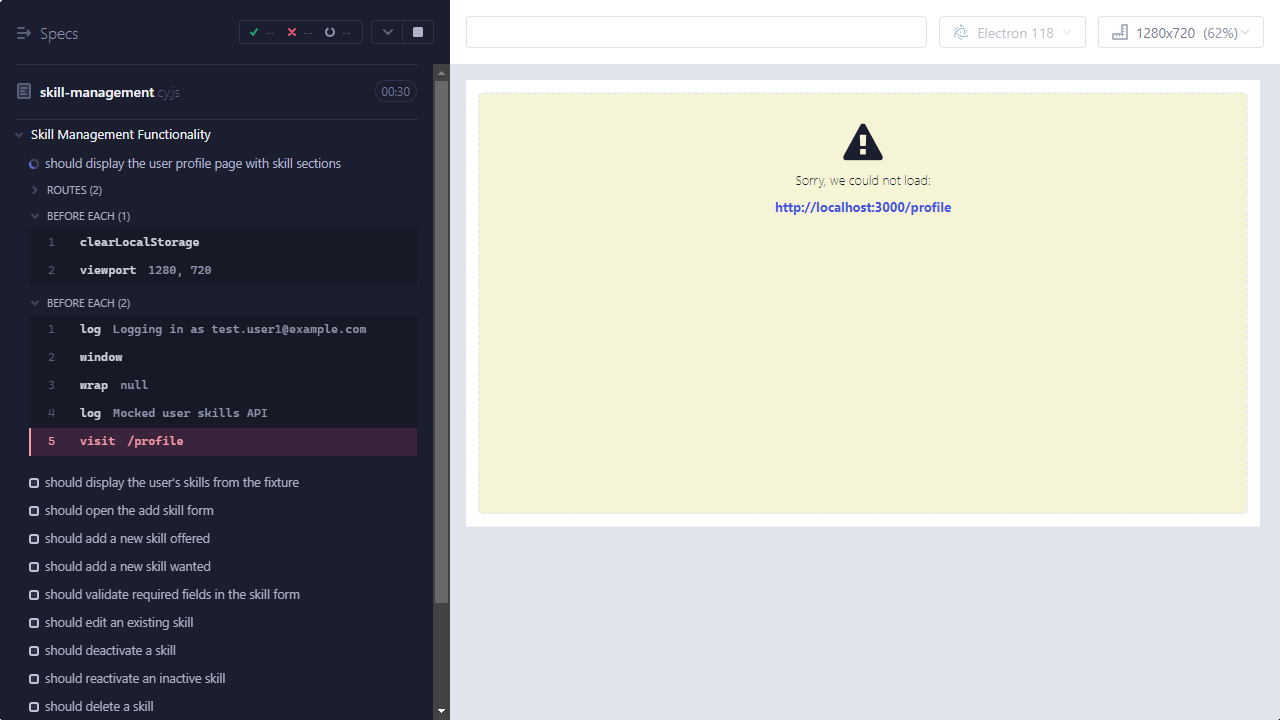 Specs
-- -- --
Electron 118
1280x720 (62%)
skill-management.cy.js
00:30
Skill Management Functionality
should display the user profile page with skill sections
ROUTES (2)
BEFORE EACH (1)
1 clearLocalStorage
2 viewport 1280, 720
BEFORE EACH (2)
1 log Logging in as test.user1@example.com
2 window
3 wrap null
4 log Mocked user skills API
5 visit /profile
should display the user's skills from the fixture
should open the add skill form
should add a new skill offered
should add a new skill wanted
should validate required fields in the skill form
should edit an existing skill
should deactivate a skill
should reactivate an inactive skill
should delete a skill
Sorry, we could not load:
http://localhost:3000/profile